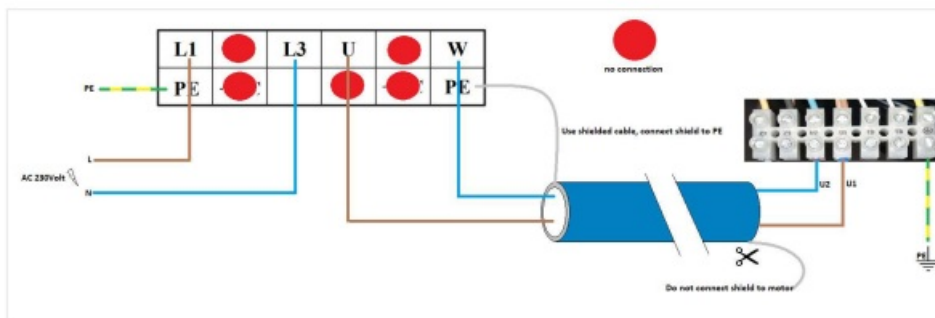 L1 L3 U W
PE PE
no connection
PE
Use shielded cable, connect shield to PE
L
AC 230Volt
N
U2 U1
PE
Do not connect shield to motor